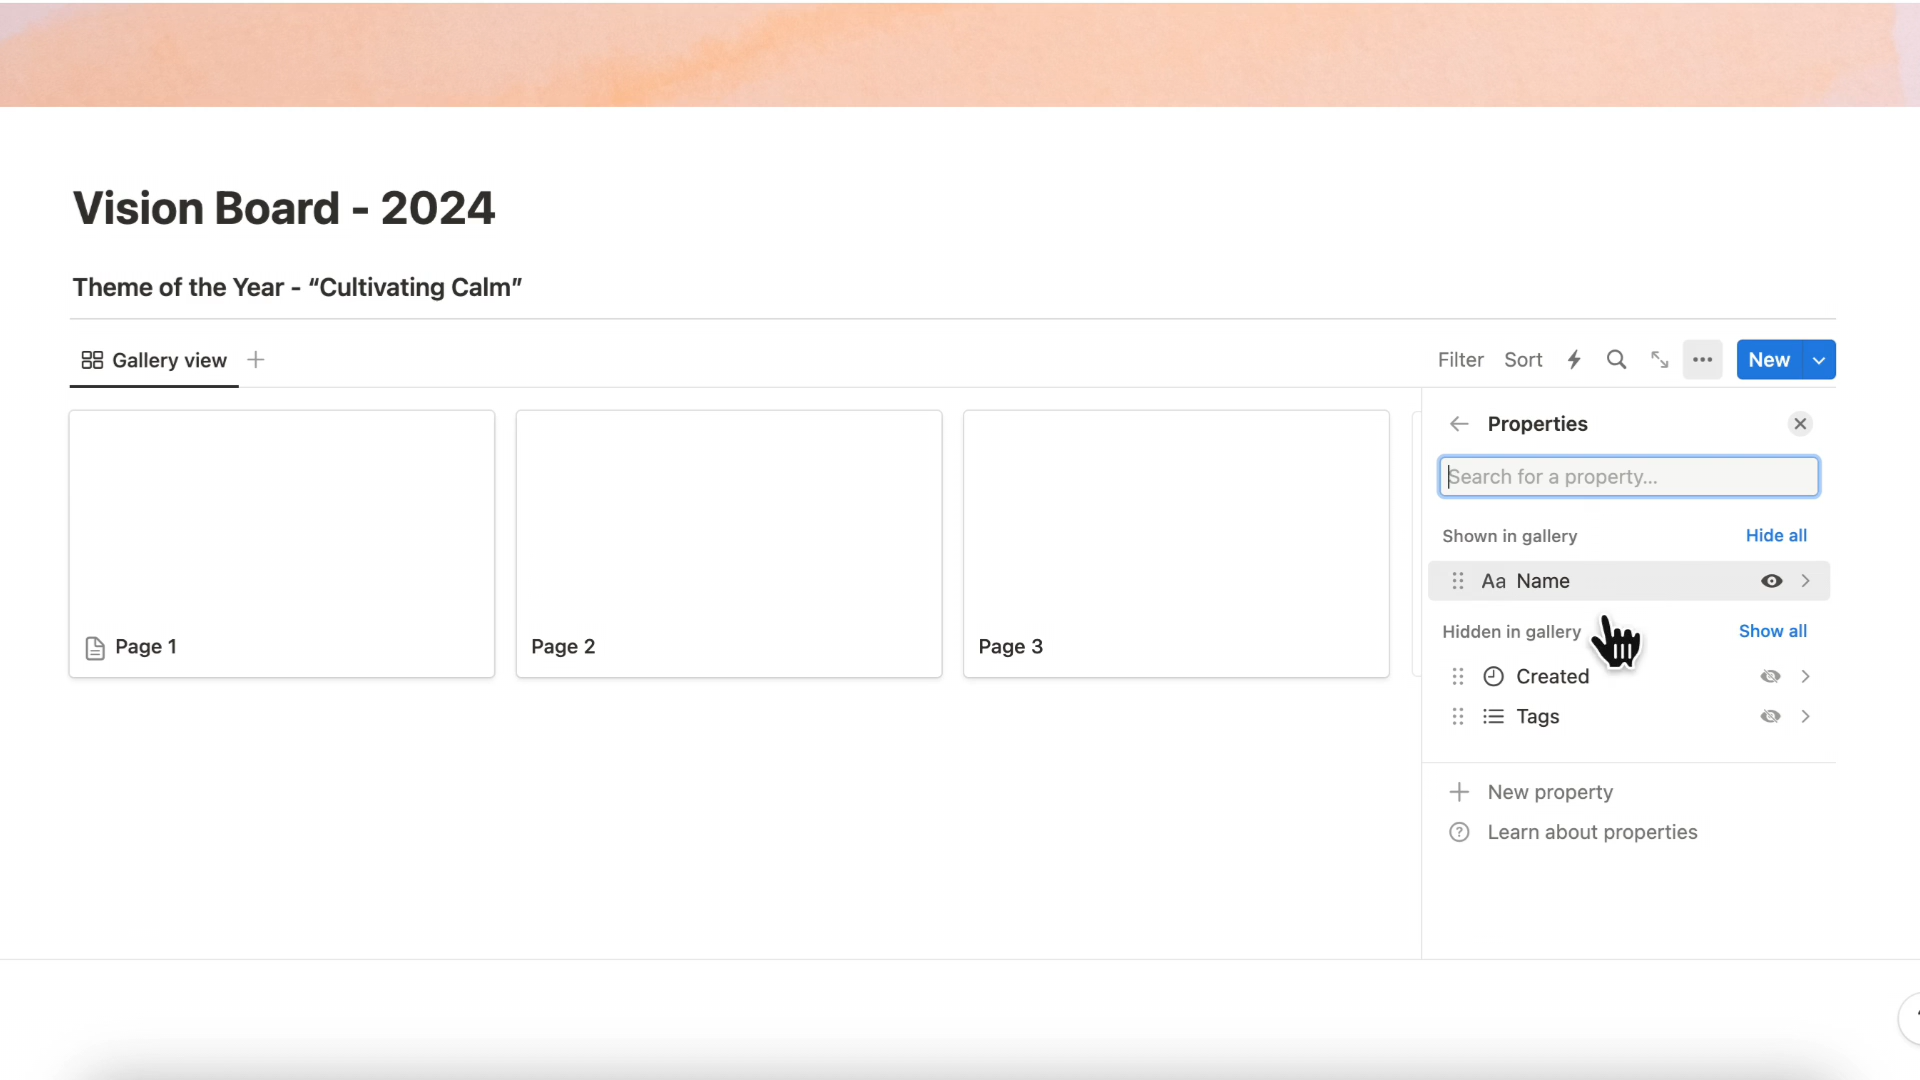 Vision Board - 2024
Theme of the Year - “Cultivating Calm”
Gallery view
Filter Sort New
Properties
Search for a property...
Shown in gallery Hide all
Aa Name
Hidden in gallery Show all
Created
Tags
New property
Learn about properties
Page 1
Page 2
Page 3